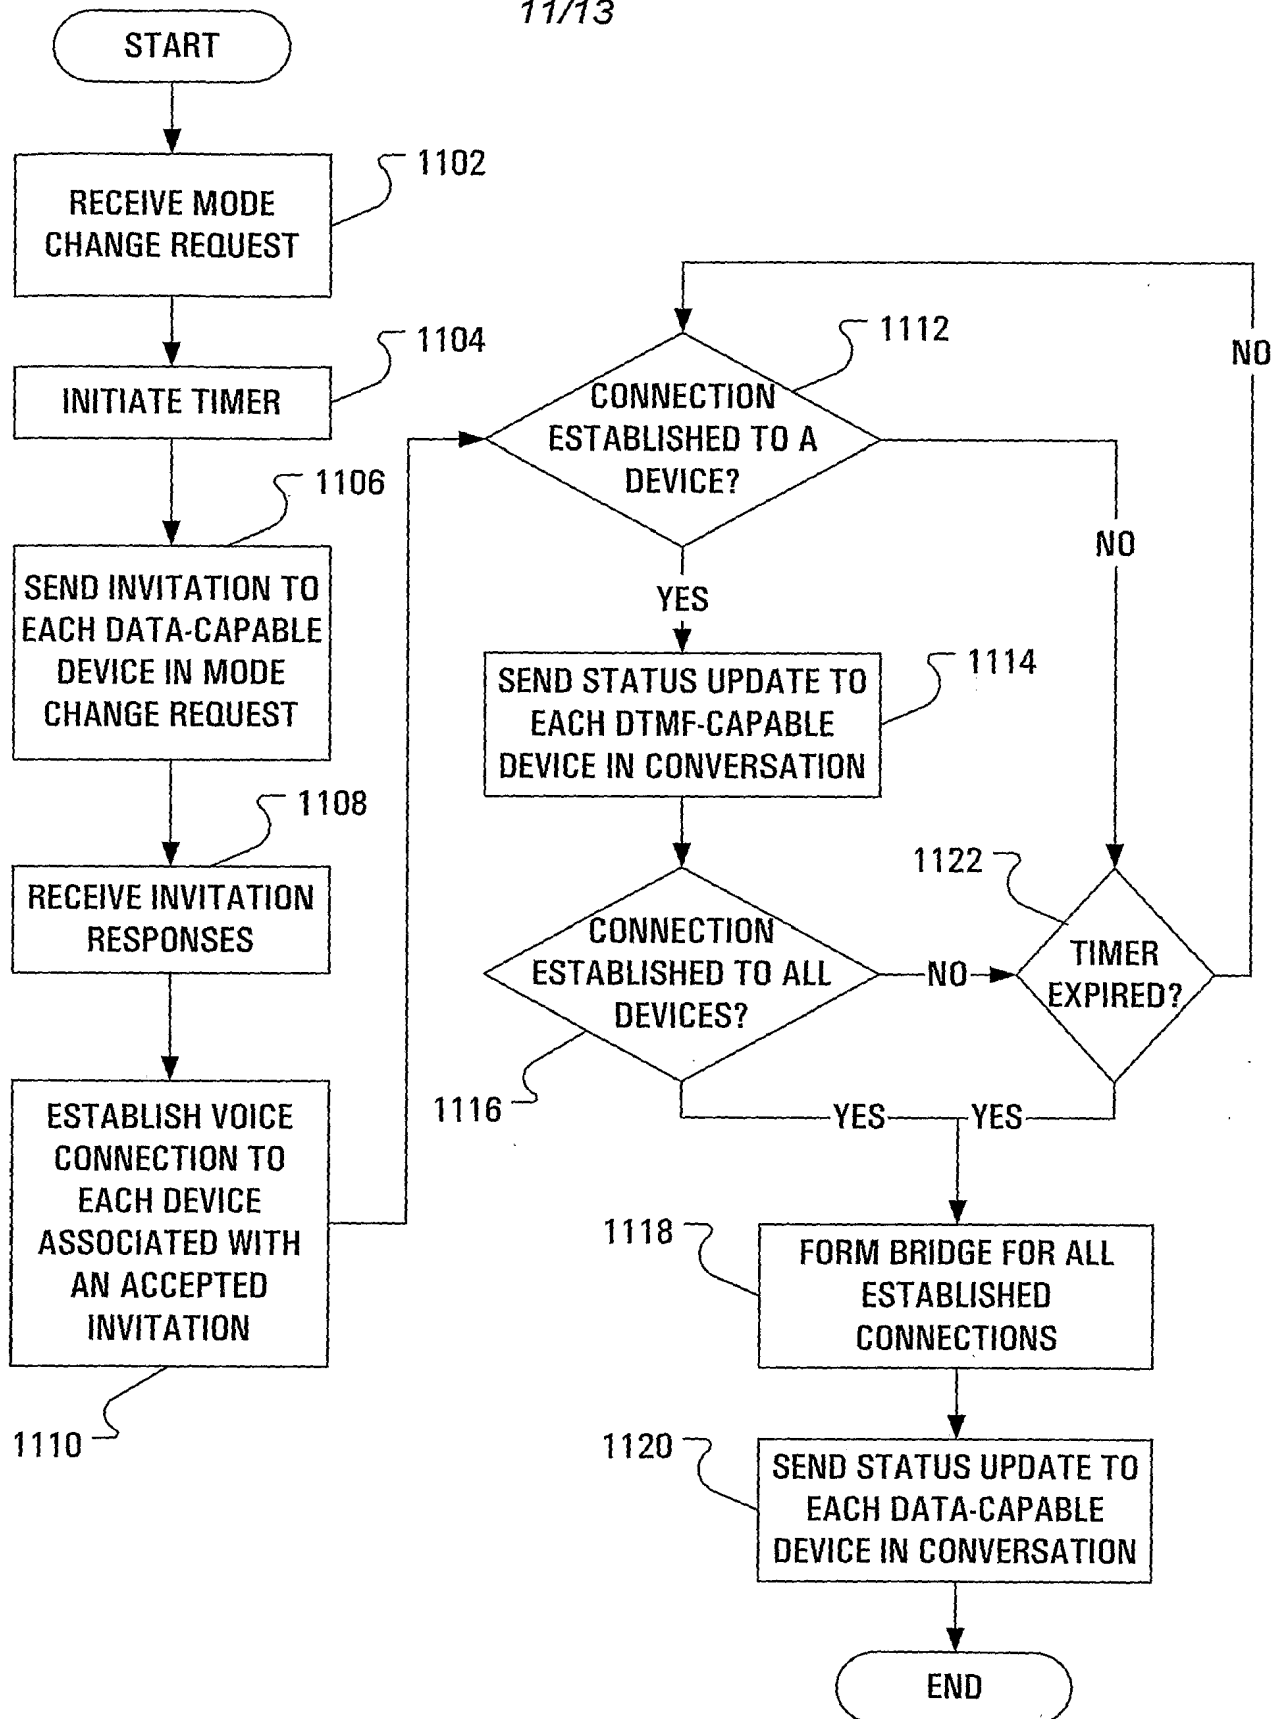 11/13
START
1102
RECEIVE MODE
CHANGE REQUEST
1104
INITIATE TIMER
1106
SEND INVITATION TO
EACH DATA-CAPABLE
DEVICE IN MODE
CHANGE REQUEST
1108
RECEIVE INVITATION
RESPONSES
ESTABLISH VOICE
CONNECTION TO
EACH DEVICE
ASSOCIATED WITH
AN ACCEPTED
INVITATION
1110
1112
CONNECTION
ESTABLISHED TO A
DEVICE?
NO
NO
YES
1114
SEND STATUS UPDATE TO
EACH DTMF-CAPABLE
DEVICE IN CONVERSATION
1122
CONNECTION
ESTABLISHED TO ALL
DEVICES?
NO
TIMER
EXPIRED?
1116
YES
YES
1118
FORM BRIDGE FOR ALL
ESTABLISHED
CONNECTIONS
1120
SEND STATUS UPDATE TO
EACH DATA-CAPABLE
DEVICE IN CONVERSATION
END